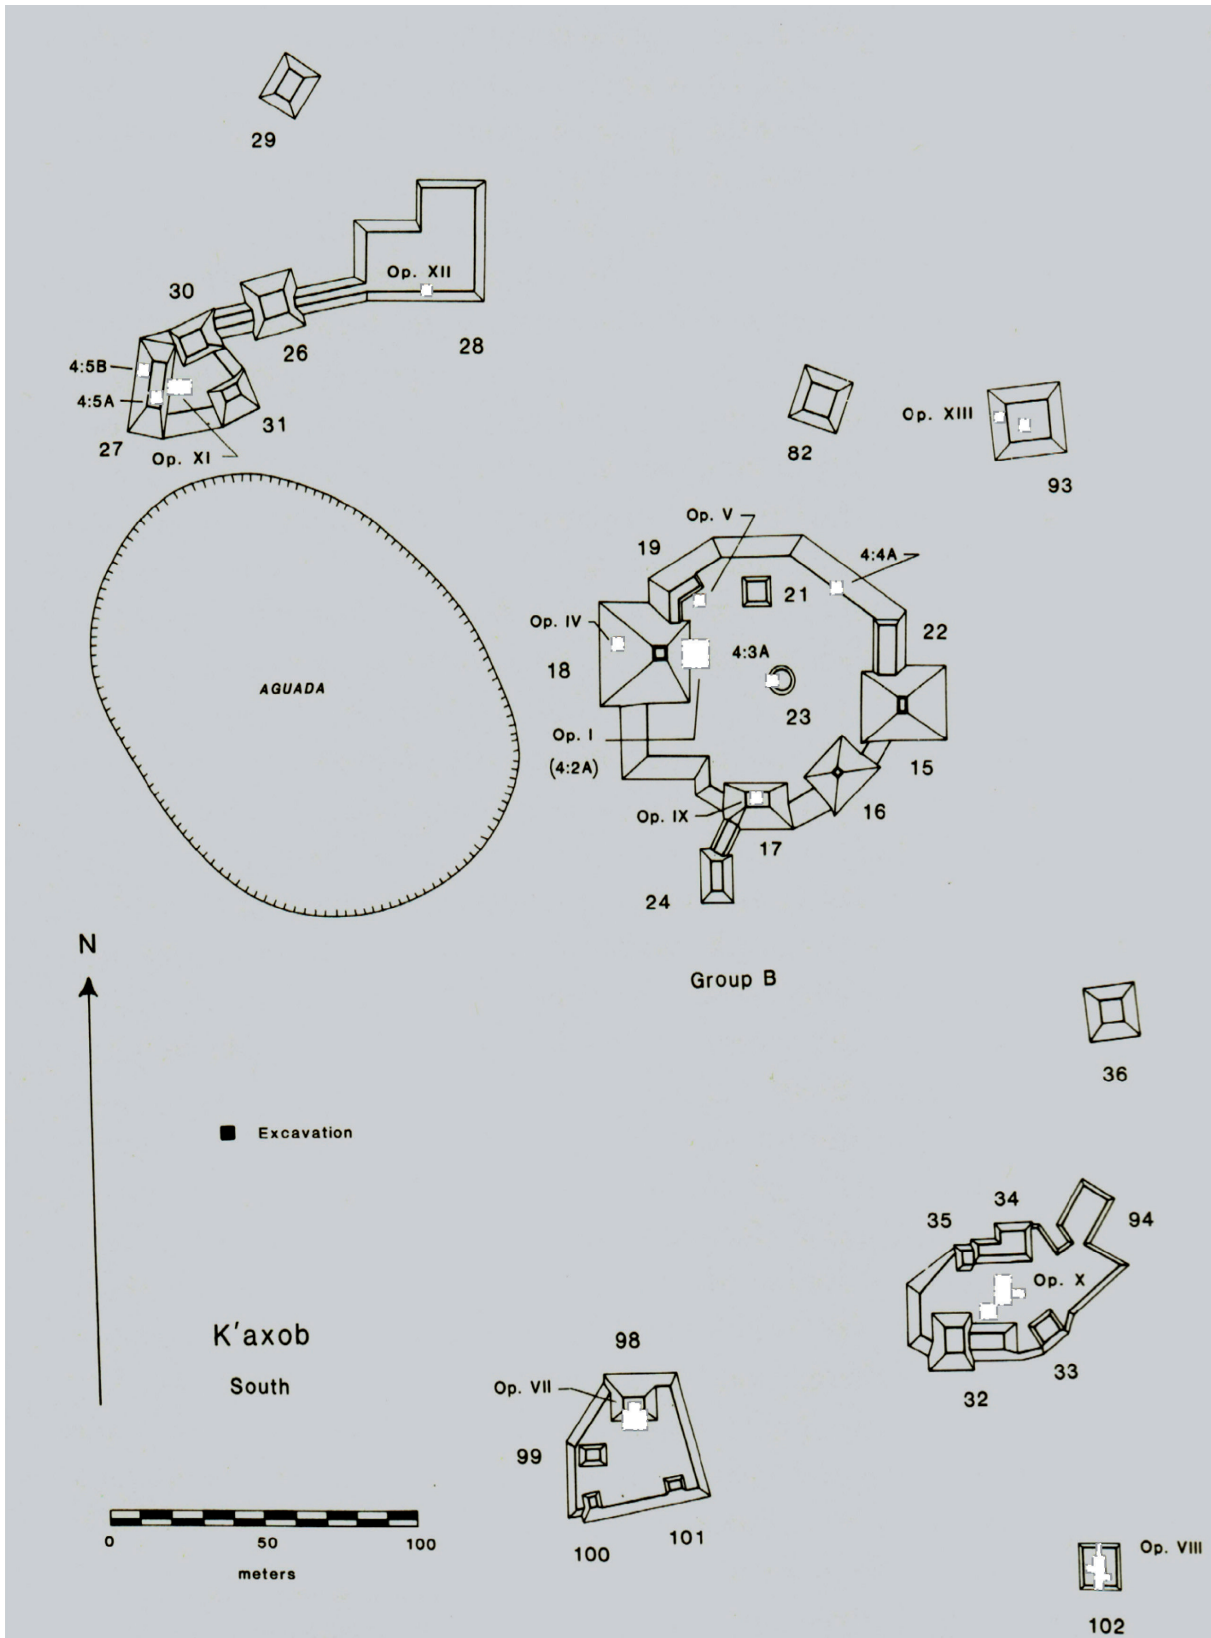 29
Op. XII
30
26
28
4:5B
4:5A
31
27
Op. XI
82
Op. XIII
93
Op. V
19
4:4A
21
Op. IV
22
4:3A
18
AGUADA
23
Op. I
(4:2A)
15
Op. IX
16
17
24
N
Group B
36
Excavation
34
35
94
Op. X
K'axob
South
98
33
Op. VII
32
99
101
100
0 50 100
meters
Op. VIII
102